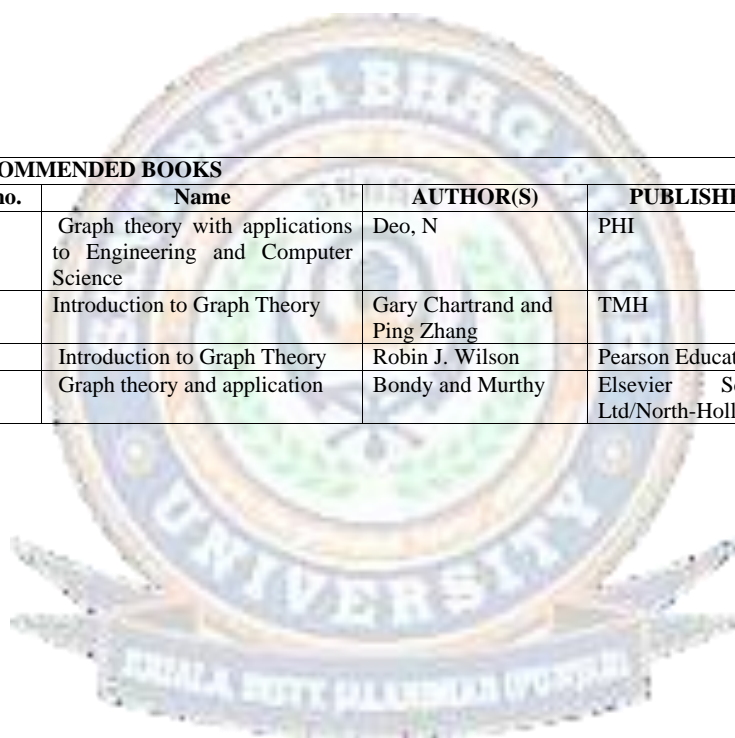 OMMENDED BOOKS
no. Name AUTHOR(S) PUBLISHI
Graph theory with applications Deo, N PHI
to Engineering and Computer
Science
Introduction to Graph Theory Gary Chartrand and TMH
Ping Zhang
Introduction to Graph Theory Robin J. Wilson Pearson Educat
Graph theory and application Bondy and Murthy Elsevier
Ltd/North-Holl
BABA BHAG
UNIVERSITY